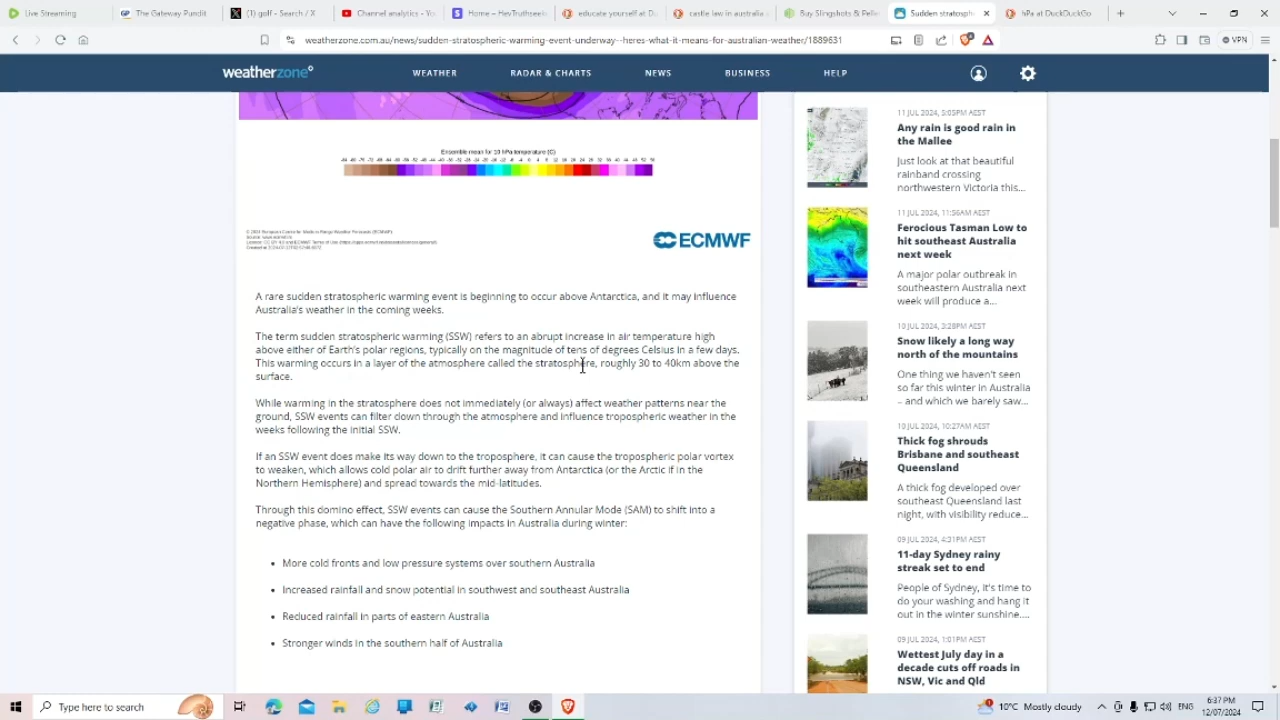 Live Streaming
The Gateway Pundit
(1) golf - Search / X
Channel analytics - You
Home – HeyTruthseek
educate yourself at Du
castle law in australia
Bay Slingshots & Pelle
Sudden stratosph
hPa at DuckDuckGo
weatherzone.com.au/news/sudden-stratospheric-warming-event-underway--heres-what-it-means-for-australian-weather/1889631
VPN
weatherzone
WEATHER
RADAR & CHARTS
NEWS
BUSINESS
HELP
Ensemble mean for 10 hPa temperature (C)
ECMWF
A rare sudden stratospheric warming event is beginning to occur above Antarctica, and it may influence
Australia's weather in the coming weeks.
The term sudden stratospheric warming (SSW) refers to an abrupt increase in air temperature high
above either of Earth's polar regions, typically on the magnitude of tens of degrees Celsius in a few days.
This warming occurs in a layer of the atmosphere called the stratosphere, roughly 30 to 40km above the
surface.
While warming in the stratosphere does not immediately (or always) affect weather patterns near the
ground, SSW events can filter down through the atmosphere and influence tropospheric weather in the
weeks following the initial SSW.
If an SSW event does make its way down to the troposphere, it can cause the tropospheric polar vortex
to weaken, which allows cold polar air to drift further away from Antarctica (or the Arctic if in the
Northern Hemisphere) and spread towards the mid-latitudes.
Through this domino effect, SSW events can cause the Southern Annular Mode (SAM) to shift into a
negative phase, which can have the following impacts in Australia during winter:
More cold fronts and low pressure systems over southern Australia
Increased rainfall and snow potential in southwest and southeast Australia
Reduced rainfall in parts of eastern Australia
Stronger winds in the southern half of Australia
11 JUL 2024, 5:05PM AEST
Any rain is good rain in
the Mallee
Just look at that beautiful
rainband crossing
northwestern Victoria this...
11 JUL 2024, 11:56AM AEST
Ferocious Tasman Low to
hit southeast Australia
next week
A major polar outbreak in
southeastern Australia next
week will produce a...
10 JUL 2024, 3:28PM AEST
Snow likely a long way
north of the mountains
One thing we haven't seen
so far this winter in Australia
– and which we barely saw...
10 JUL 2024, 10:27AM AEST
Thick fog shrouds
Brisbane and southeast
Queensland
A thick fog developed over
southeast Queensland last
night, with visibility reduce...
09 JUL 2024, 4:31PM AEST
11-day Sydney rainy
streak set to end
People of Sydney, it's time to
do your washing and hang it
out in the winter sunshine....
09 JUL 2024, 1:01PM AEST
Wettest July day in a
decade cuts off roads in
NSW, Vic and Qld
Type here to search
10°C Mostly cloudy
ENG
6:37 PM
12/07/2024